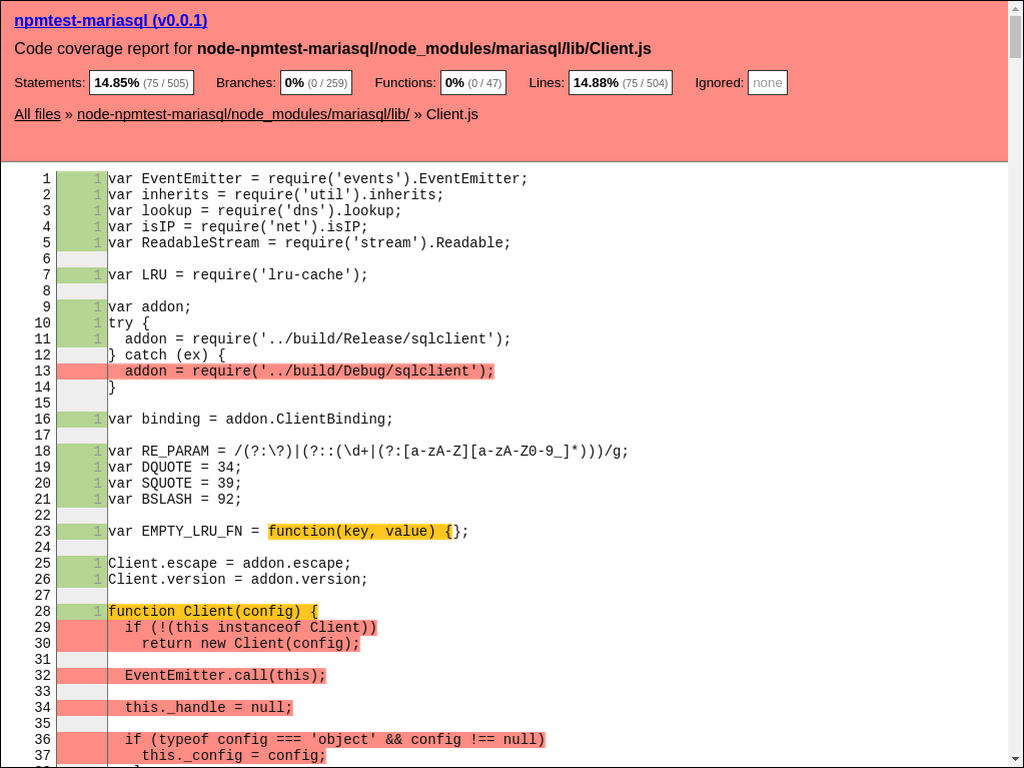 npmtest-mariasql (v0.0.1)
Code coverage report for node-npmtest-mariasql/node_modules/mariasql/lib/Client.js
Statements: 14.85% (75 / 505) Branches: 0% (0 / 259) Functions: 0% (0 / 47) Lines: 14.88% (75 / 504) Ignored: none
All files » node-npmtest-mariasql/node_modules/mariasql/lib/ » Client.js
1 1 var EventEmitter = require('events').EventEmitter;
2 1 var inherits = require('util').inherits;
3 1 var lookup = require('dns').lookup;
4 1 var isIP = require('net').isIP;
5 1 var ReadableStream = require('stream').Readable;
6
7 1 var LRU = require('lru-cache');
8
9 1 var addon;
10 1 try {
11 1   addon = require('../build/Release/sqlclient');
12 } catch (ex) {
13   addon = require('../build/Debug/sqlclient');
14 }
15
16 1 var binding = addon.ClientBinding;
17
18 1 var RE_PARAM = /(?:\?)|(?::(\d+|(?:[a-zA-Z][a-zA-Z0-9_]*)))/g;
19 1 var DQUOTE = 34;
20 1 var SQUOTE = 39;
21 1 var BSLASH = 92;
22
23 1 var EMPTY_LRU_FN = function(key, value) {};
24
25 1 Client.escape = addon.escape;
26 1 Client.version = addon.version;
27
28 1 function Client(config) {
29   if (!(this instanceof Client))
30     return new Client(config);
31
32   EventEmitter.call(this);
33
34   this._handle = null;
35
36   if (typeof config === 'object' && config !== null)
37     this._config = config;